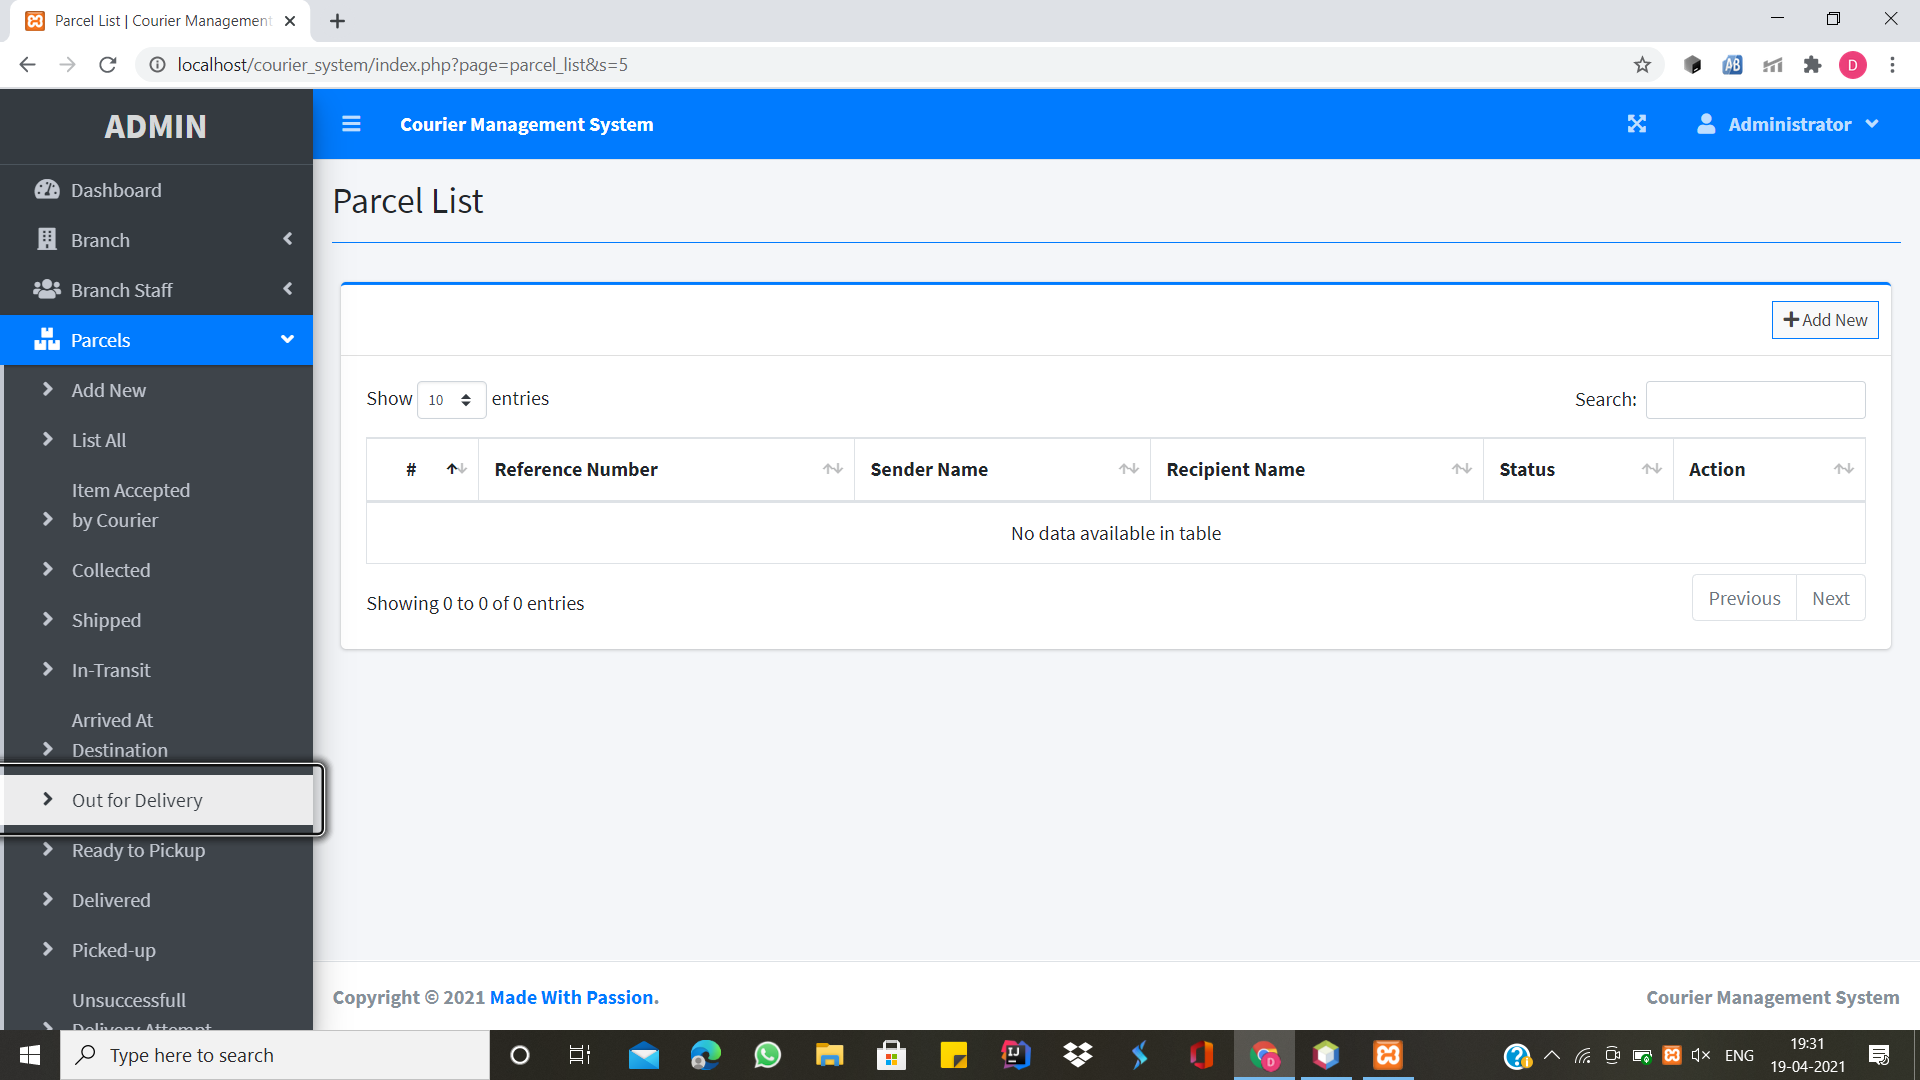 Parcel List | Courier Management
localhost/courier_system/index.php?page=parcel_list&s=5
D
ADMIN
Courier Management System
Administrator
Dashboard
Branch
Branch Staff
Parcels
Add New
List All
Item Accepted
by Courier
Collected
Shipped
In-Transit
Arrived At
Destination
Out for Delivery
Ready to Pickup
Delivered
Picked-up
Unsuccessfull
Delivery Attempt
Parcel List
Add New
Show 10 entries
Search:
# Reference Number Sender Name Recipient Name Status Action
No data available in table
Showing 0 to 0 of 0 entries
Previous Next
Copyright © 2021 Made With Passion.
Courier Management System
Type here to search
ENG
19:31
19-04-2021